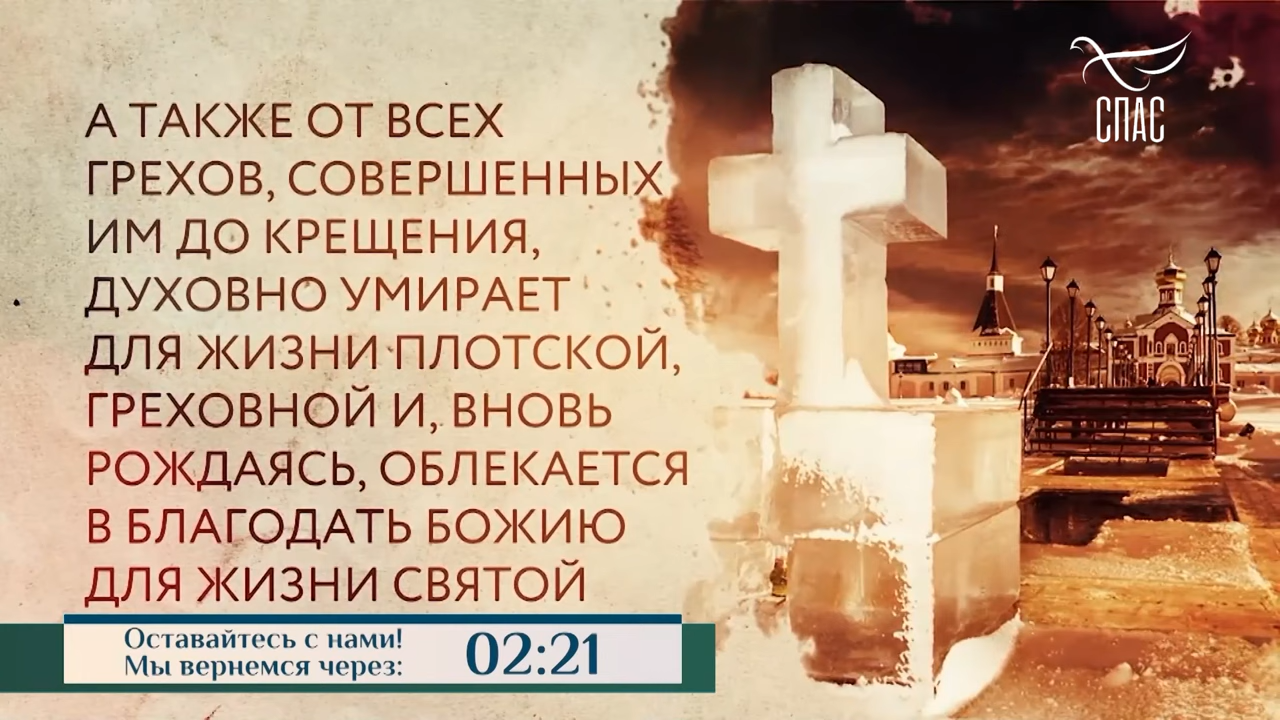 А ТАКЖЕ ОТ ВСЕХ
ГРЕХОВ, СОВЕРШЕННЫХ
ИМ ДО КРЕЩЕНИЯ,
ДУХОВНО УМИРАЕТ
ДЛЯ ЖИЗНИ ПЛОТСКОЙ,
ГРЕХОВНОЙ И, ВНОВЬ
РОЖДАЯСЬ, ОБЛЕКАЕТСЯ
В БЛАГОДАТЬ БОЖИЮ
ДЛЯ ЖИЗНИ СВЯТОЙ
СПАС
Оставайтесь с нами!
Мы вернемся через:
02:21